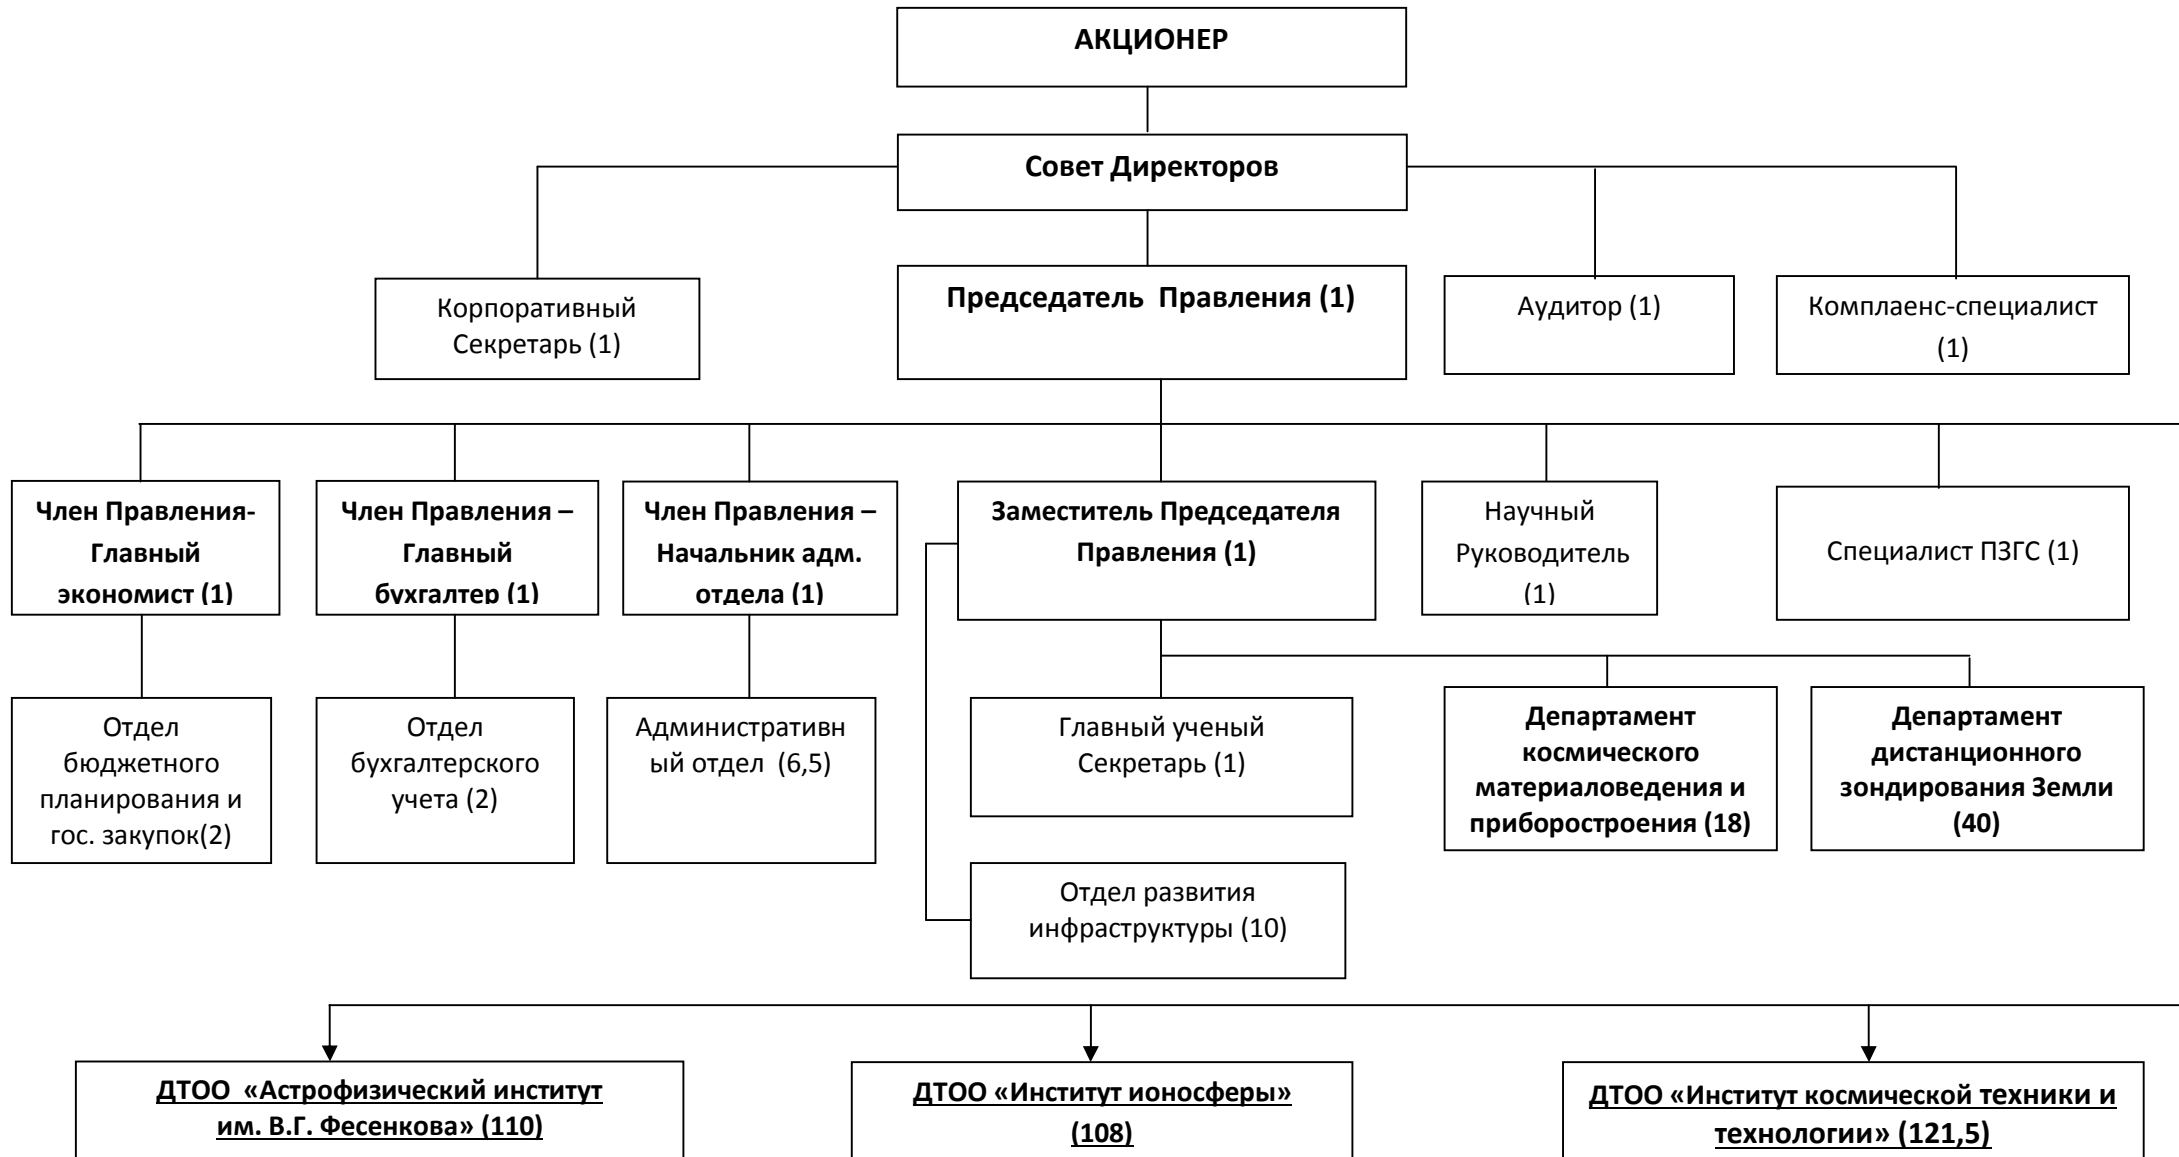 АКЦИОНЕР
Совет Директоров
Корпоративный
Секретарь (1)
Председатель Правления (1)
Аудитор (1)
Комплаенс-специалист
(1)
Член Правления-
Главный
экономист (1)
Член Правления –
Главный
бухгалтер (1)
Член Правления –
Начальник адм.
отдела (1)
Заместитель Председателя
Правления (1)
Научный
Руководитель
(1)
Специалист ПЗГС (1)
Отдел
бюджетного
планирования и
гос. закупок(2)
Отдел
бухгалтерского
учета (2)
Административн
ый отдел (6,5)
Главный ученый
Секретарь (1)
Департамент
космического
материаловедения и
приборостроения (18)
Департамент
дистанционного
зондирования Земли
(40)
Отдел развития
инфраструктуры (10)
ДТОО «Астрофизический институт
им. В.Г. Фесенкова» (110)
ДТОО «Институт ионосферы»
(108)
ДТОО «Институт космической техники и
технологии» (121,5)